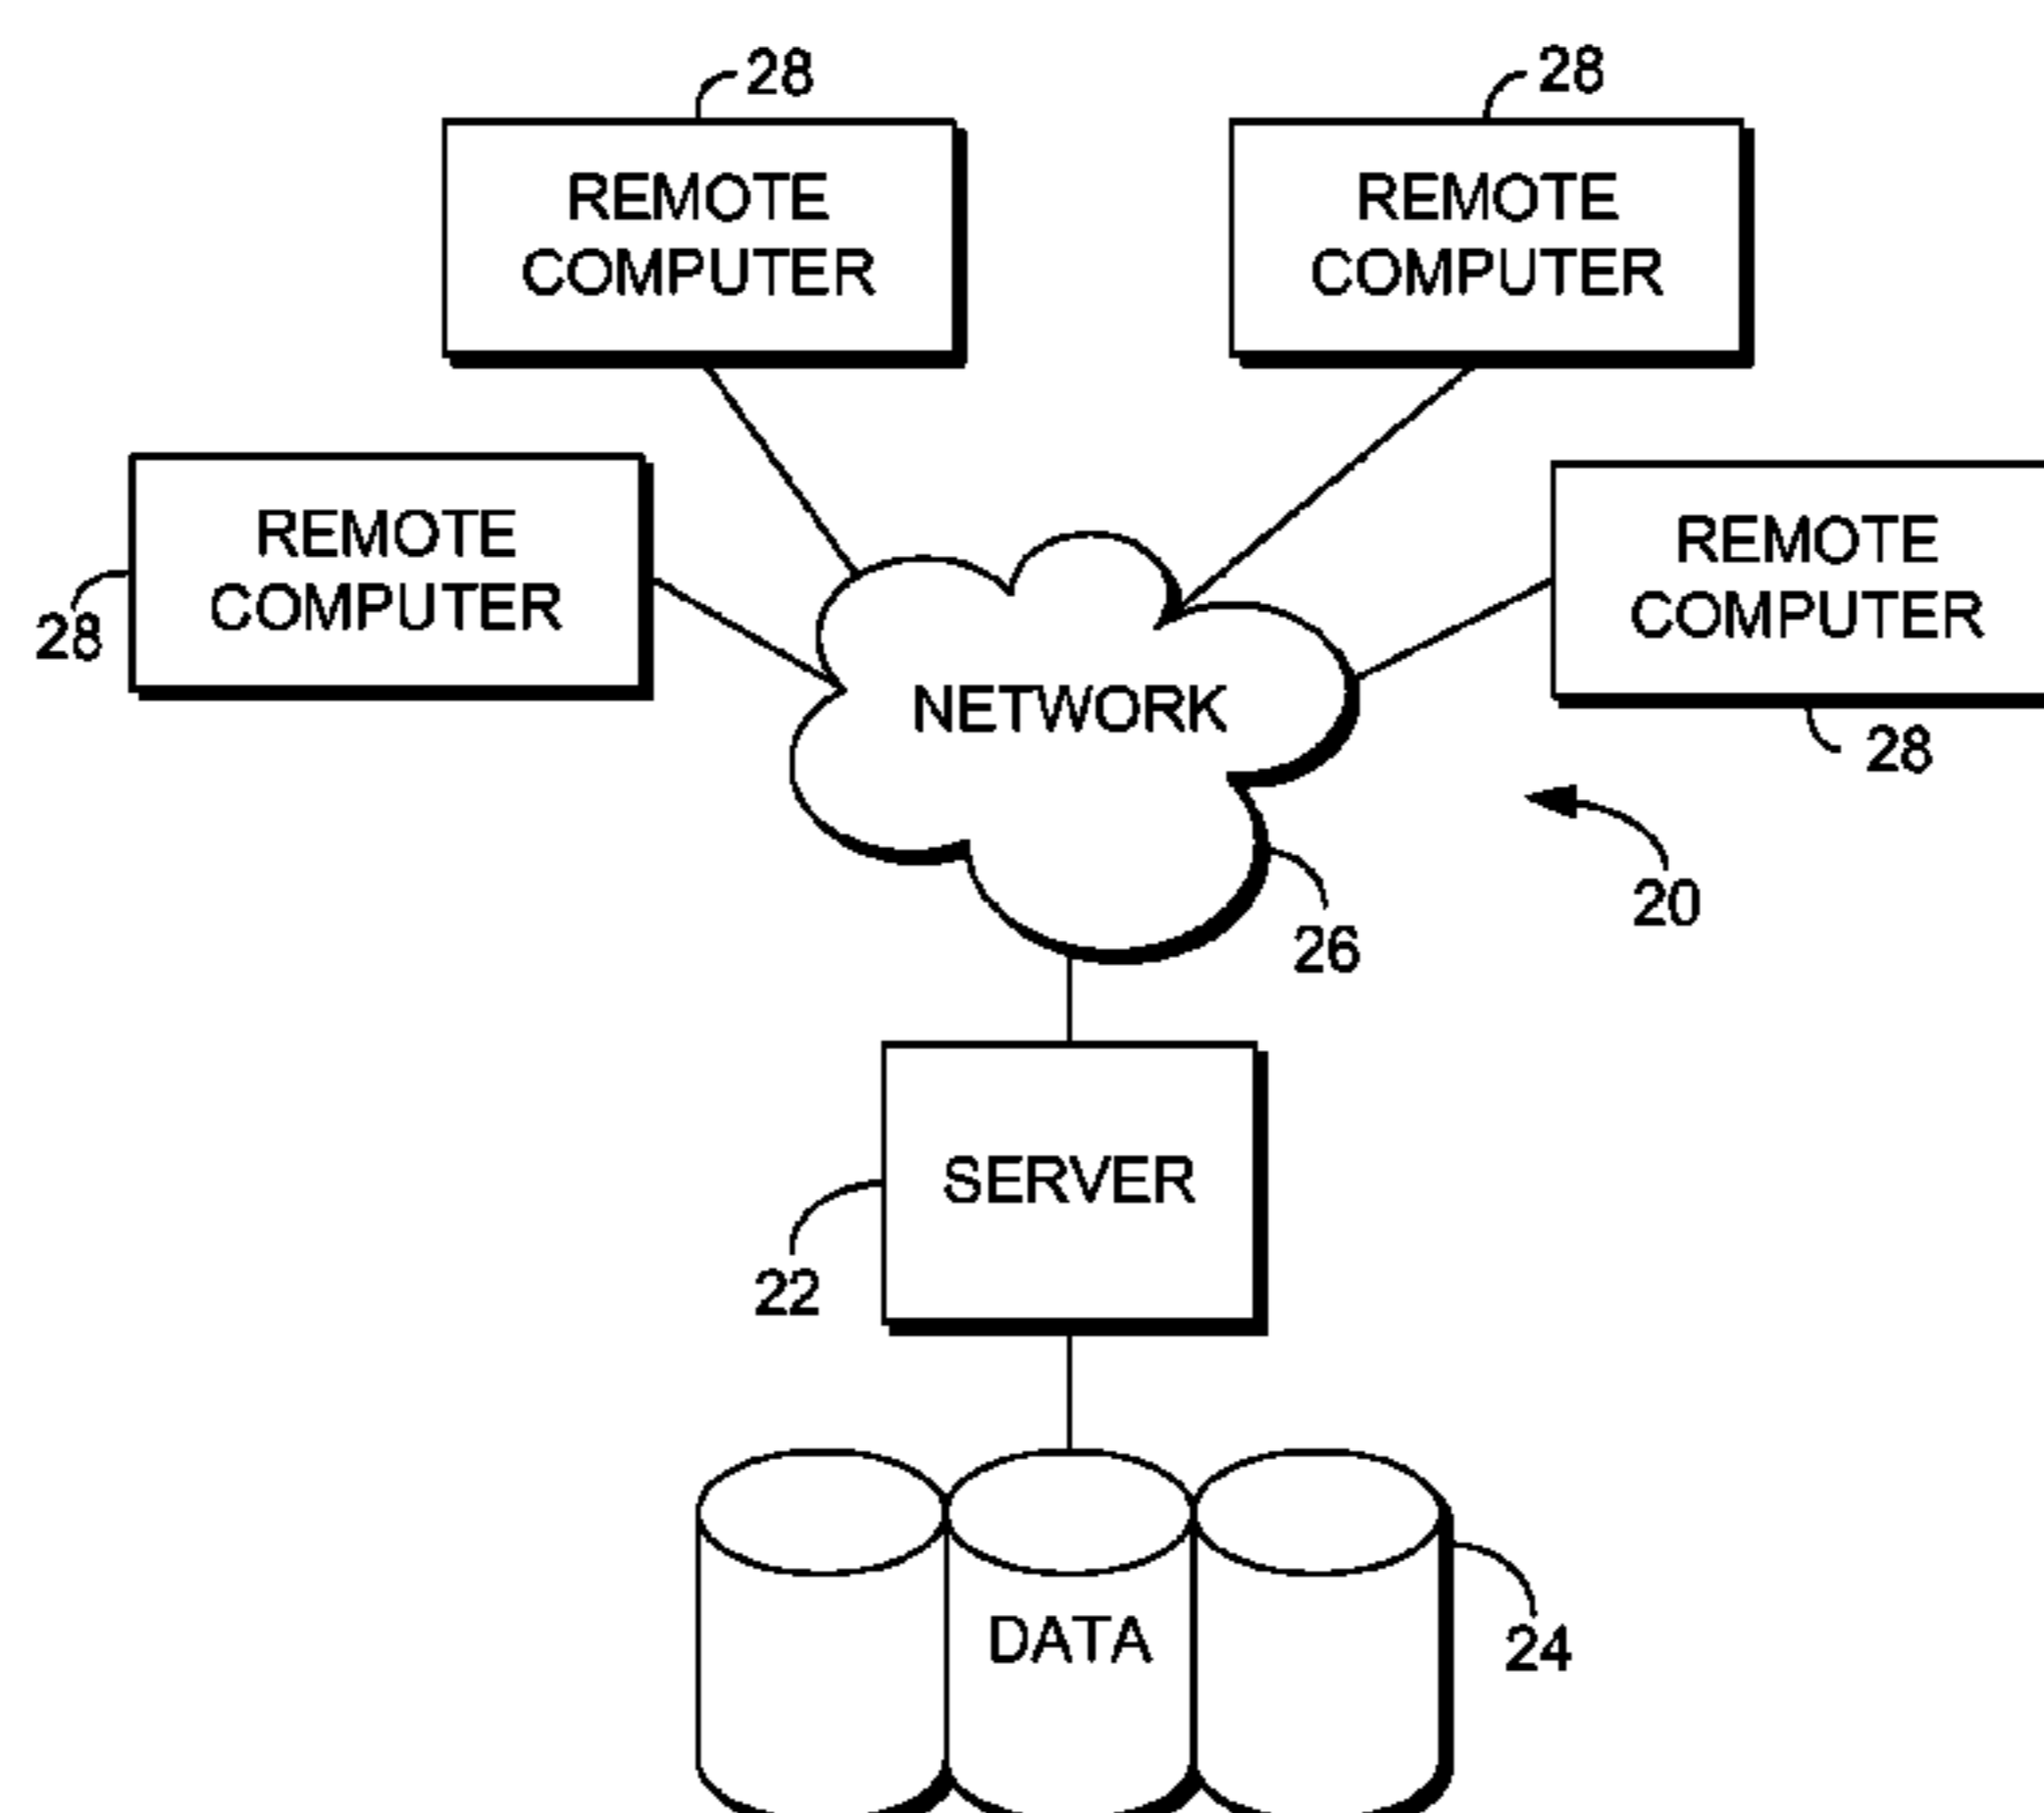 28
28
REMOTE
COMPUTER
REMOTE
COMPUTER
REMOTE
COMPUTER
28
REMOTE
COMPUTER
28
NETWORK
20
26
SERVER
22
DATA
24